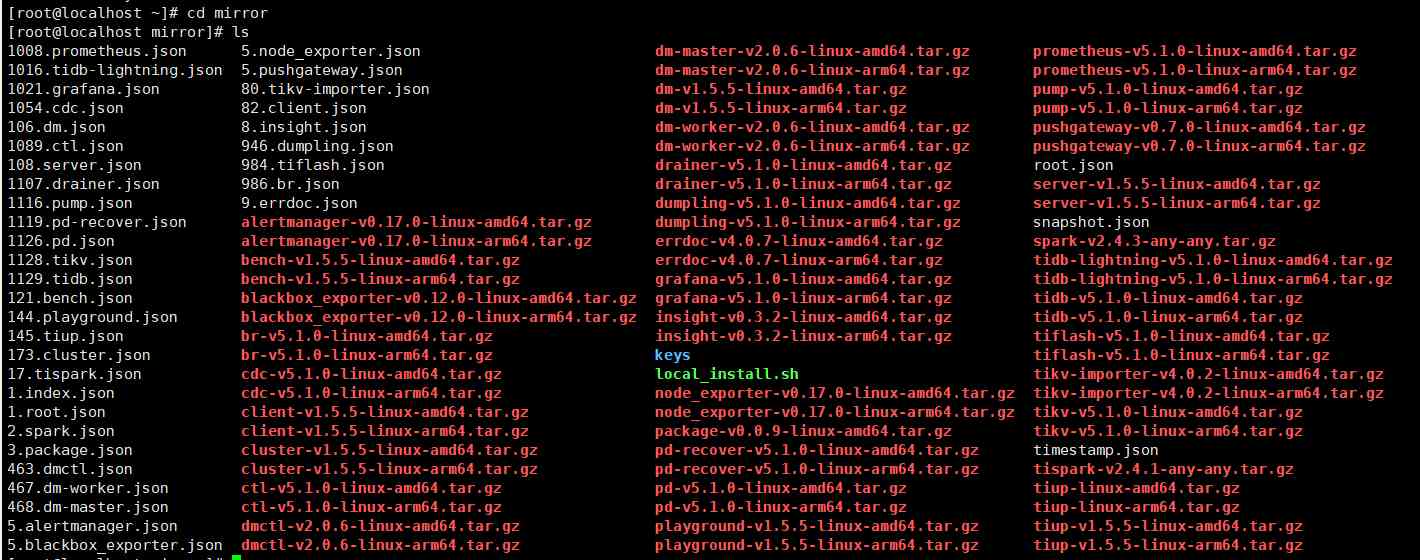 [root@localhost ~]# cd mirror
[root@localhost mirror]# ls
1008.prometheus.json 5.node_exporter.json dm-master-v2.0.6-linux-amd64.tar.gz prometheus-v5.1.0-linux-amd64.tar.gz
1016.tidb-lightning.json 5.pushgateway.json dm-master-v2.0.6-linux-arm64.tar.gz prometheus-v5.1.0-linux-arm64.tar.gz
1021.grafana.json 80.tikv-importer.json dm-v1.5.5-linux-amd64.tar.gz pump-v5.1.0-linux-amd64.tar.gz
1054.cdc.json 82.client.json dm-v1.5.5-linux-arm64.tar.gz pump-v5.1.0-linux-arm64.tar.gz
106.dm.json 8.insight.json dm-worker-v2.0.6-linux-amd64.tar.gz pushgateway-v0.7.0-linux-amd64.tar.gz
1089.ctl.json 946.dumpling.json dm-worker-v2.0.6-linux-arm64.tar.gz pushgateway-v0.7.0-linux-arm64.tar.gz
108.server.json 984.tiflash.json drainer-v5.1.0-linux-amd64.tar.gz root.json
1107.drainer.json 986.br.json drainer-v5.1.0-linux-arm64.tar.gz server-v1.5.5-linux-amd64.tar.gz
1116.pump.json 9.errdoc.json dumpling-v5.1.0-linux-amd64.tar.gz server-v1.5.5-linux-arm64.tar.gz
1119.pd-recover.json alertmanager-v0.17.0-linux-amd64.tar.gz dumpling-v5.1.0-linux-arm64.tar.gz snapshot.json
1126.pd.json alertmanager-v0.17.0-linux-arm64.tar.gz errdoc-v4.0.7-linux-amd64.tar.gz spark-v2.4.3-any-any.tar.gz
1128.tikv.json bench-v1.5.5-linux-amd64.tar.gz errdoc-v4.0.7-linux-arm64.tar.gz tidb-lightning-v5.1.0-linux-amd64.tar.gz
1129.tidb.json bench-v1.5.5-linux-arm64.tar.gz grafana-v5.1.0-linux-amd64.tar.gz tidb-lightning-v5.1.0-linux-arm64.tar.gz
121.bench.json blackbox_exporter-v0.12.0-linux-amd64.tar.gz grafana-v5.1.0-linux-arm64.tar.gz tidb-v5.1.0-linux-amd64.tar.gz
144.playground.json blackbox_exporter-v0.12.0-linux-arm64.tar.gz insight-v0.3.2-linux-amd64.tar.gz tidb-v5.1.0-linux-arm64.tar.gz
145.tiup.json br-v5.1.0-linux-amd64.tar.gz insight-v0.3.2-linux-arm64.tar.gz tiflash-v5.1.0-linux-amd64.tar.gz
173.cluster.json br-v5.1.0-linux-arm64.tar.gz keys tiflash-v5.1.0-linux-arm64.tar.gz
17.tispark.json cdc-v5.1.0-linux-amd64.tar.gz local_install.sh tikv-importer-v4.0.2-linux-amd64.tar.gz
1.index.json cdc-v5.1.0-linux-arm64.tar.gz node_exporter-v0.17.0-linux-amd64.tar.gz tikv-importer-v4.0.2-linux-arm64.tar.gz
1.root.json client-v1.5.5-linux-amd64.tar.gz node_exporter-v0.17.0-linux-arm64.tar.gz tikv-v5.1.0-linux-amd64.tar.gz
2.spark.json client-v1.5.5-linux-arm64.tar.gz package-v0.0.9-linux-amd64.tar.gz tikv-v5.1.0-linux-arm64.tar.gz
3.package.json cluster-v1.5.5-linux-amd64.tar.gz pd-recover-v5.1.0-linux-amd64.tar.gz timestamp.json
463.dmctl.json cluster-v1.5.5-linux-arm64.tar.gz pd-recover-v5.1.0-linux-arm64.tar.gz tispark-v2.4.1-any-any.tar.gz
467.dm-worker.json ctl-v5.1.0-linux-amd64.tar.gz pd-v5.1.0-linux-amd64.tar.gz tiup-linux-amd64.tar.gz
468.dm-master.json ctl-v5.1.0-linux-arm64.tar.gz pd-v5.1.0-linux-arm64.tar.gz tiup-linux-arm64.tar.gz
5.alertmanager.json dmctl-v2.0.6-linux-amd64.tar.gz playground-v1.5.5-linux-amd64.tar.gz tiup-v1.5.5-linux-amd64.tar.gz
5.blackbox_exporter.json dmctl-v2.0.6-linux-arm64.tar.gz playground-v1.5.5-linux-arm64.tar.gz tiup-v1.5.5-linux-arm64.tar.gz